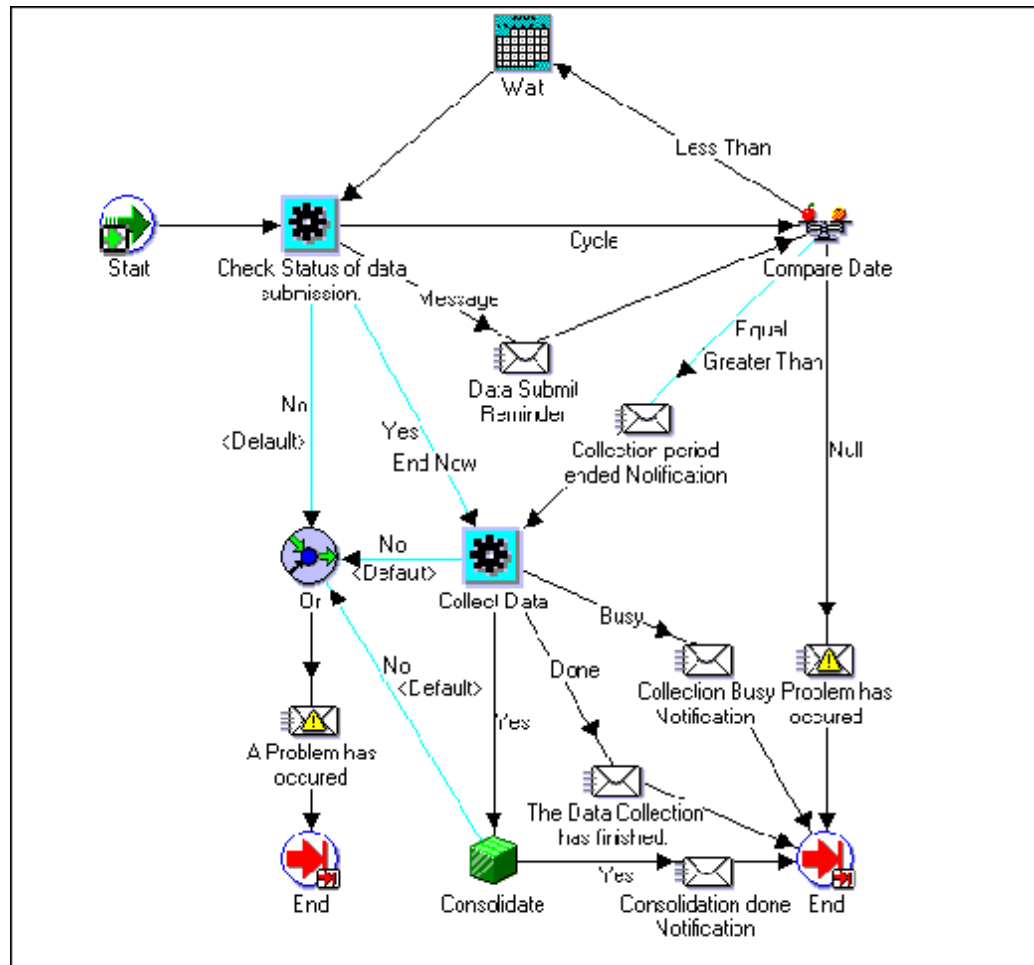 Wait
Less Than
Start
Check Status of data
submission.
Cycle
Compare Date
Message
Equal
Greater Than
Data Submit
Reminder
No
<Default>
Yes
End Now
Collection period
ended Notification
Null
No
<Default>
Or
Collect Data
Busy
No
<Default>
Done
Collection Busy
Notification
Problem has
occured
Yes
A Problem has
occured
The Data Collection
has finished.
Yes
End
Consolidate
Consolidation done
Notification
End